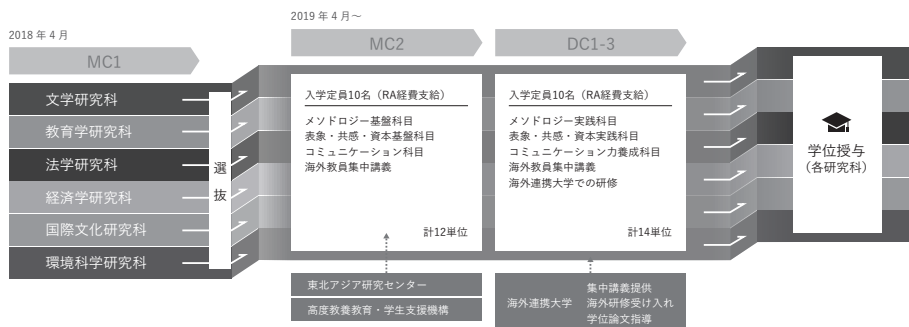 2018年4月
MC1
文学研究科
教育学研究科
法学研究科
経済学研究科
国際文化研究科
環境科学研究科
選抜
2019年4月〜
MC2
入学定員10名（RA経費支給）
メソドロジー基盤科目
表象・共感・資本基盤科目
コミュニケーション科目
海外教員集中講義
計12単位
東北アジア研究センター
高度教養教育・学生支援機構
DC1-3
入学定員10名（RA経費支給）
メソドロジー実践科目
表象・共感・資本実践科目
コミュニケーション力養成科目
海外教員集中講義
海外連携大学での研修
計14単位
海外連携大学
集中講義提供
海外研修受け入れ
学位論文指導
学位授与
（各研究科）